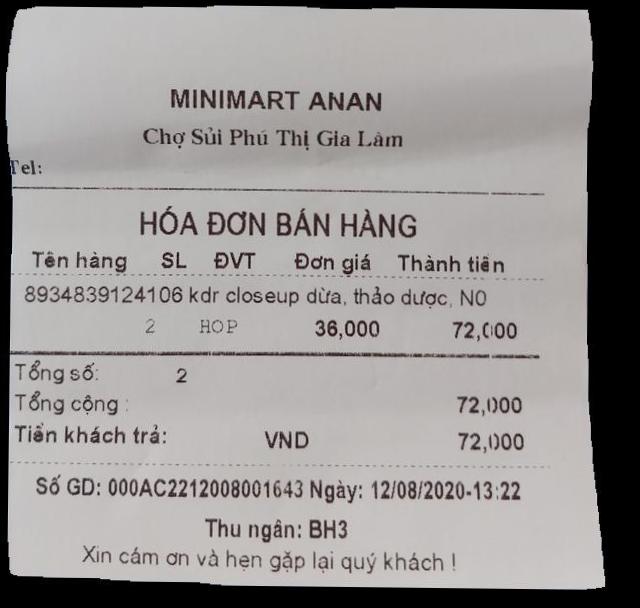 MINIMART ANAN
Chợ Sủi Phú Thị Gia Lâm
Tel:
HÓA ĐƠN BÁN HÀNG
Tên hàng SL ĐVT Đơn giá Thành tiền
8934839124106 kdr closeup dừa, thảo dược, N0
2 HOP 36,000 72,000
Tổng số: 2
Tổng cộng : 72,000
Tiền khách trả: VND 72,000
Số GD: 000AC2212008001643 Ngày: 12/08/2020-13:22
Thu ngân: BH3
Xin cám ơn và hẹn gặp lại quý khách !